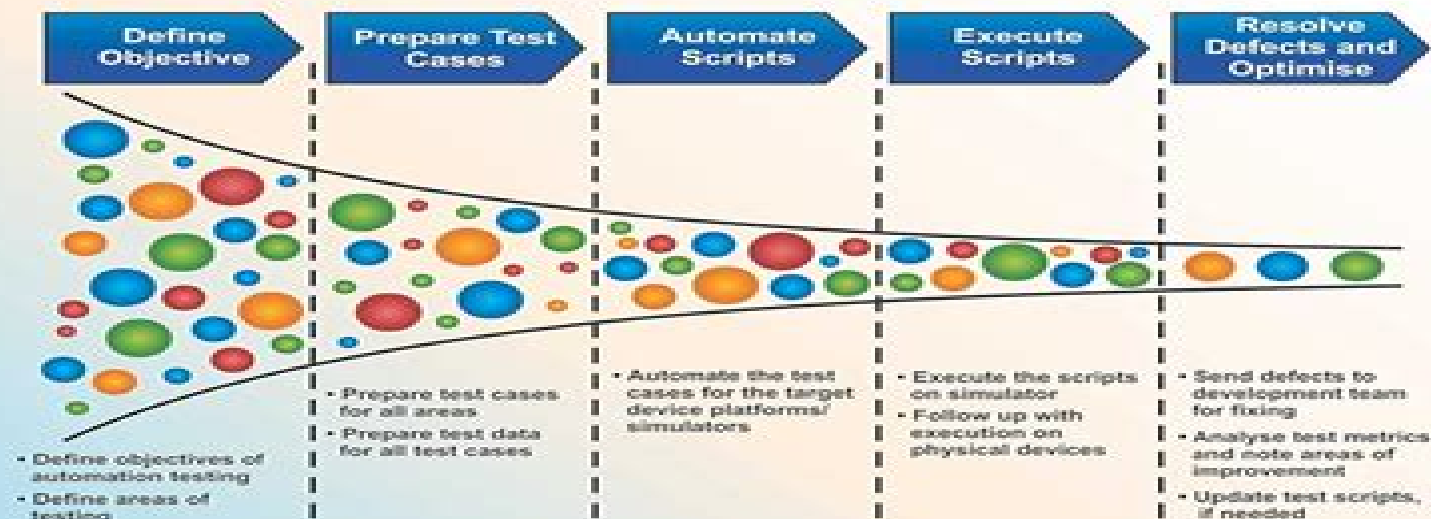 Define
Objective
Prepare Test
Cases
Automate
Scripts
Execute
Scripts
Resolve
Defects and
Optimise
• Define objectives of
automation testing
• Define areas of
testing
• Prepare test cases
for all areas
• Prepare test data
for all test cases
• Automate the test
cases for the target
device platforms/
simulators
• Execute the scripts
on simulator
• Follow up with
execution on
physical devices
• Send defects to
development team
for fixing
• Analyse test metrics
and note areas of
improvement
• Update test scripts,
if needed